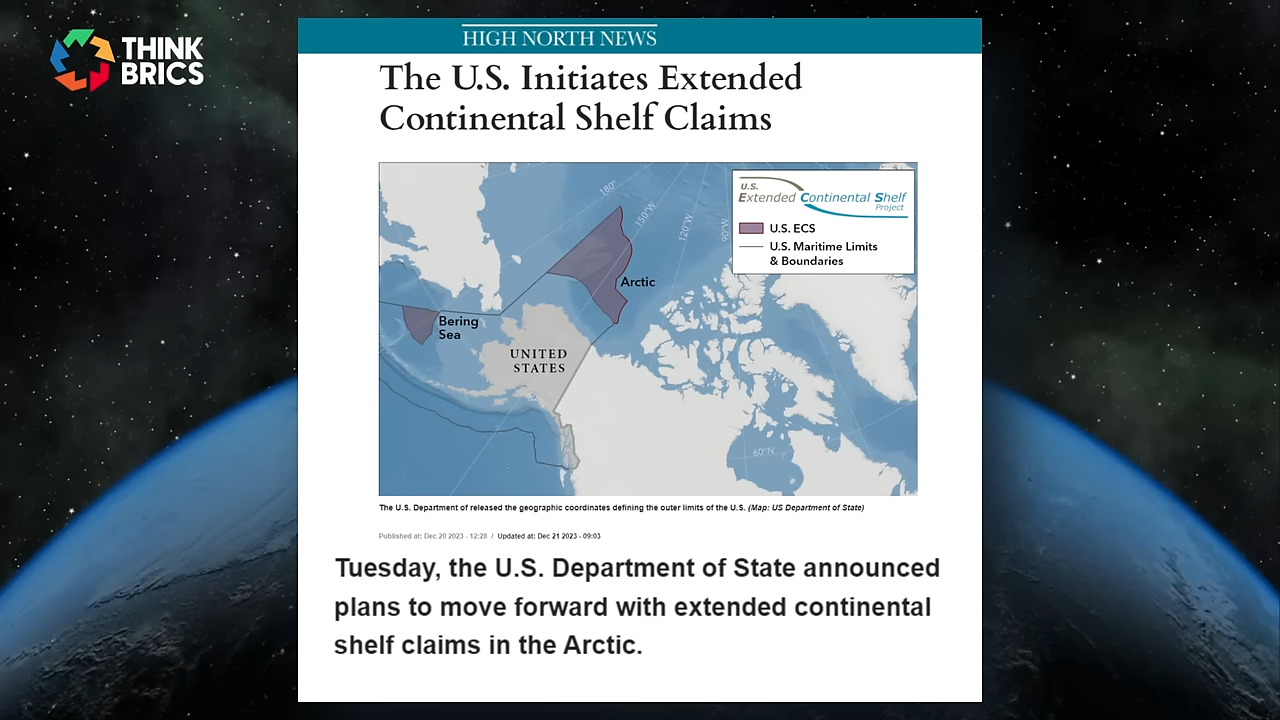 THINK
BRICS
HIGH NORTH NEWS
The U.S. Initiates Extended
Continental Shelf Claims
180°
150°W
120°W
90°W
U.S.
Extended Continental Shelf
Project
U.S. ECS
U.S. Maritime Limits
& Boundaries
Arctic
Bering
Sea
UNITED
STATES
60°N
The U.S. Department of released the geographic coordinates defining the outer limits of the U.S. (Map: US Department of State)
Published at: Dec 20 2023 - 12:28 / Updated at: Dec 21 2023 - 09:03
Tuesday, the U.S. Department of State announced
plans to move forward with extended continental
shelf claims in the Arctic.